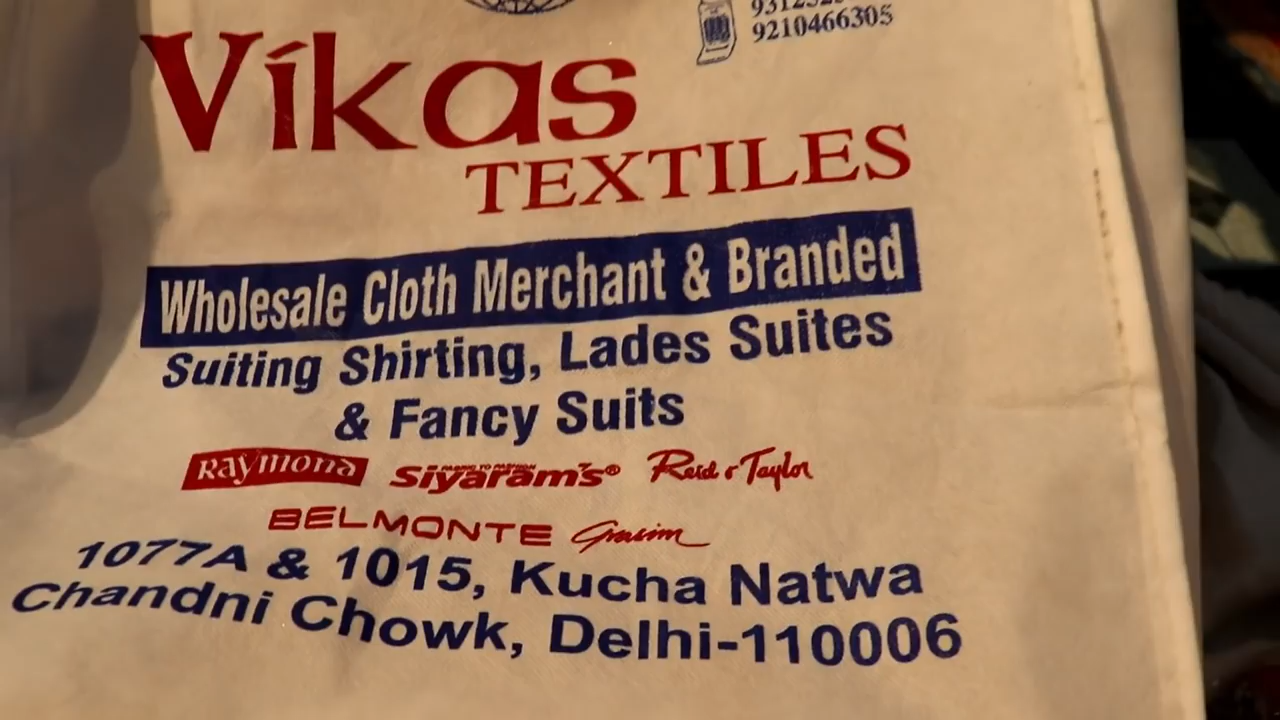 9210466305
Vikas
TEXTILES
Wholesale Cloth Merchant & Branded
Suiting Shirting, Lades Suites
& Fancy Suits
Raymond Siyaram's® Reid & Taylor
BELMONTE Grasim
1077A & 1015, Kucha Natwa
Chandni Chowk, Delhi-110006